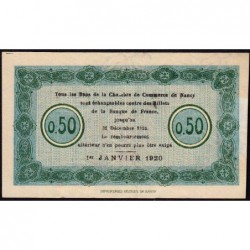 Tous les Bons de la Chambre de Commerce de Nancy
sont échangeables contre des Billets
de la Banque de France,
jusqu'au
31 Décembre
Le remboursement
ultérieur n'en pourra plus être exigé
0.50
0.50
1er JANVIER 1920